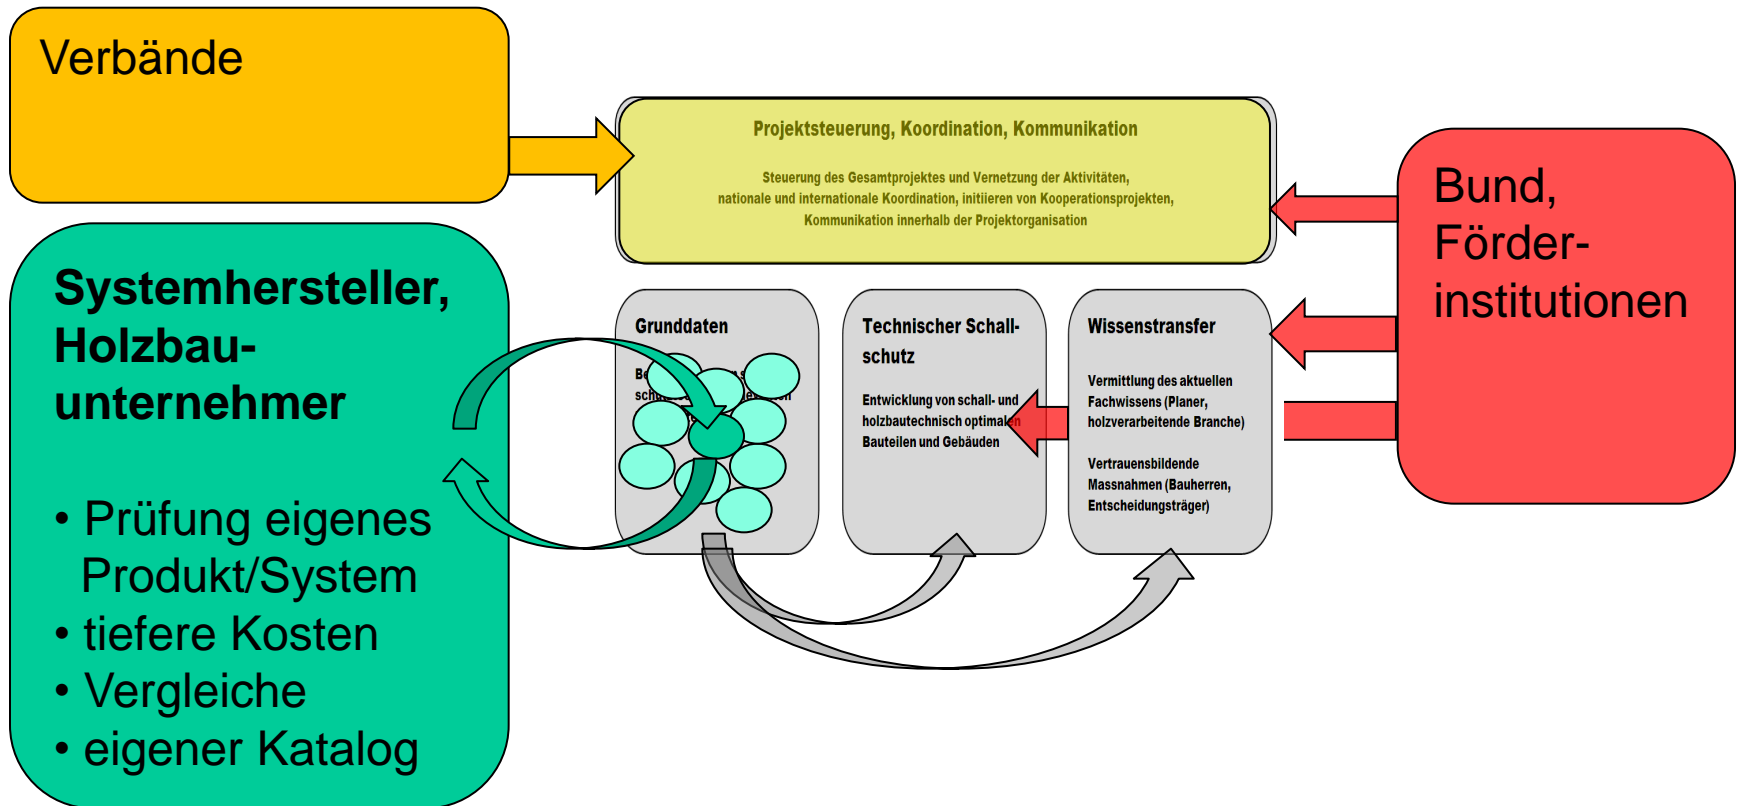 Verbände
Projektsteuerung, Koordination, Kommunikation
Steuerung des Gesamtprojektes und Vernetzung der Aktivitäten,
nationale und internationale Koordination, initiieren von Kooperationsprojekten,
Kommunikation innerhalb der Projektorganisation
Bund,
Förder-
institutionen
Systemhersteller,
Holzbau-
unternehmer
• Prüfung eigenes
Produkt/System
• tiefere Kosten
• Vergleiche
• eigener Katalog
Grunddaten
Technischer Schall-
schutz
Entwicklung von schall- und
holzbautechnisch optimalen
Bauteilen und Gebäuden
Wissenstransfer
Vermittlung des aktuellen
Fachwissens (Planer,
holzverarbeitende Branche)
Vertrauensbildende
Massnahmen (Bauherren,
Entscheidungsträger)